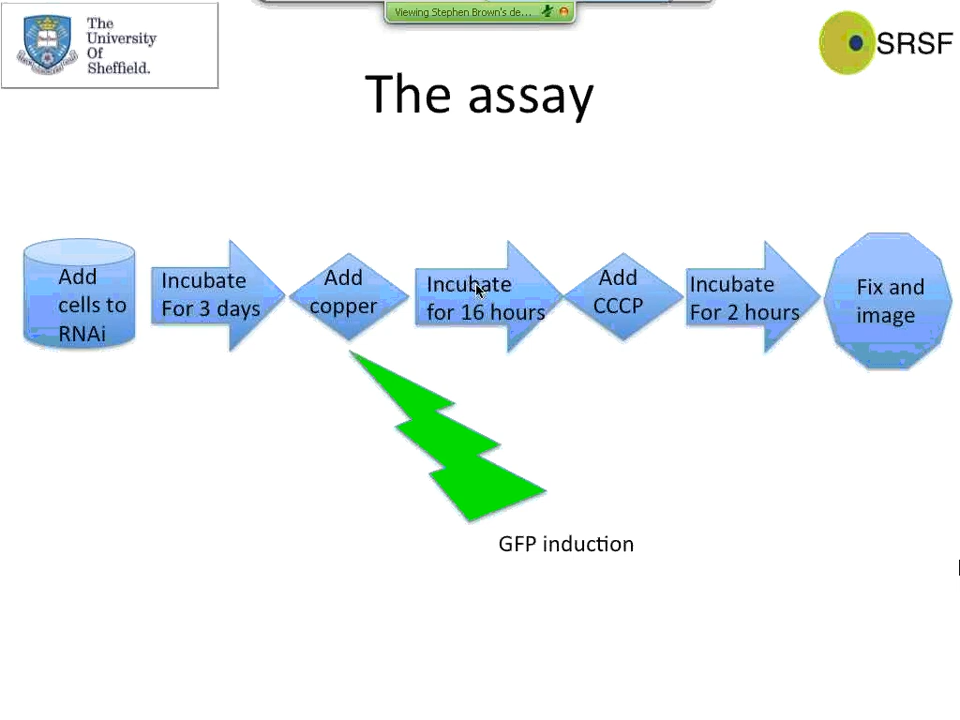 Viewing Stephen Brown's de...
The
University
Of
Sheffield.
SRSF
The assay
Add
cells to
RNAi
Incubate
For 3 days
Add
copper
Incubate
for 16 hours
Add
CCCP
Incubate
For 2 hours
Fix and
image
GFP induction